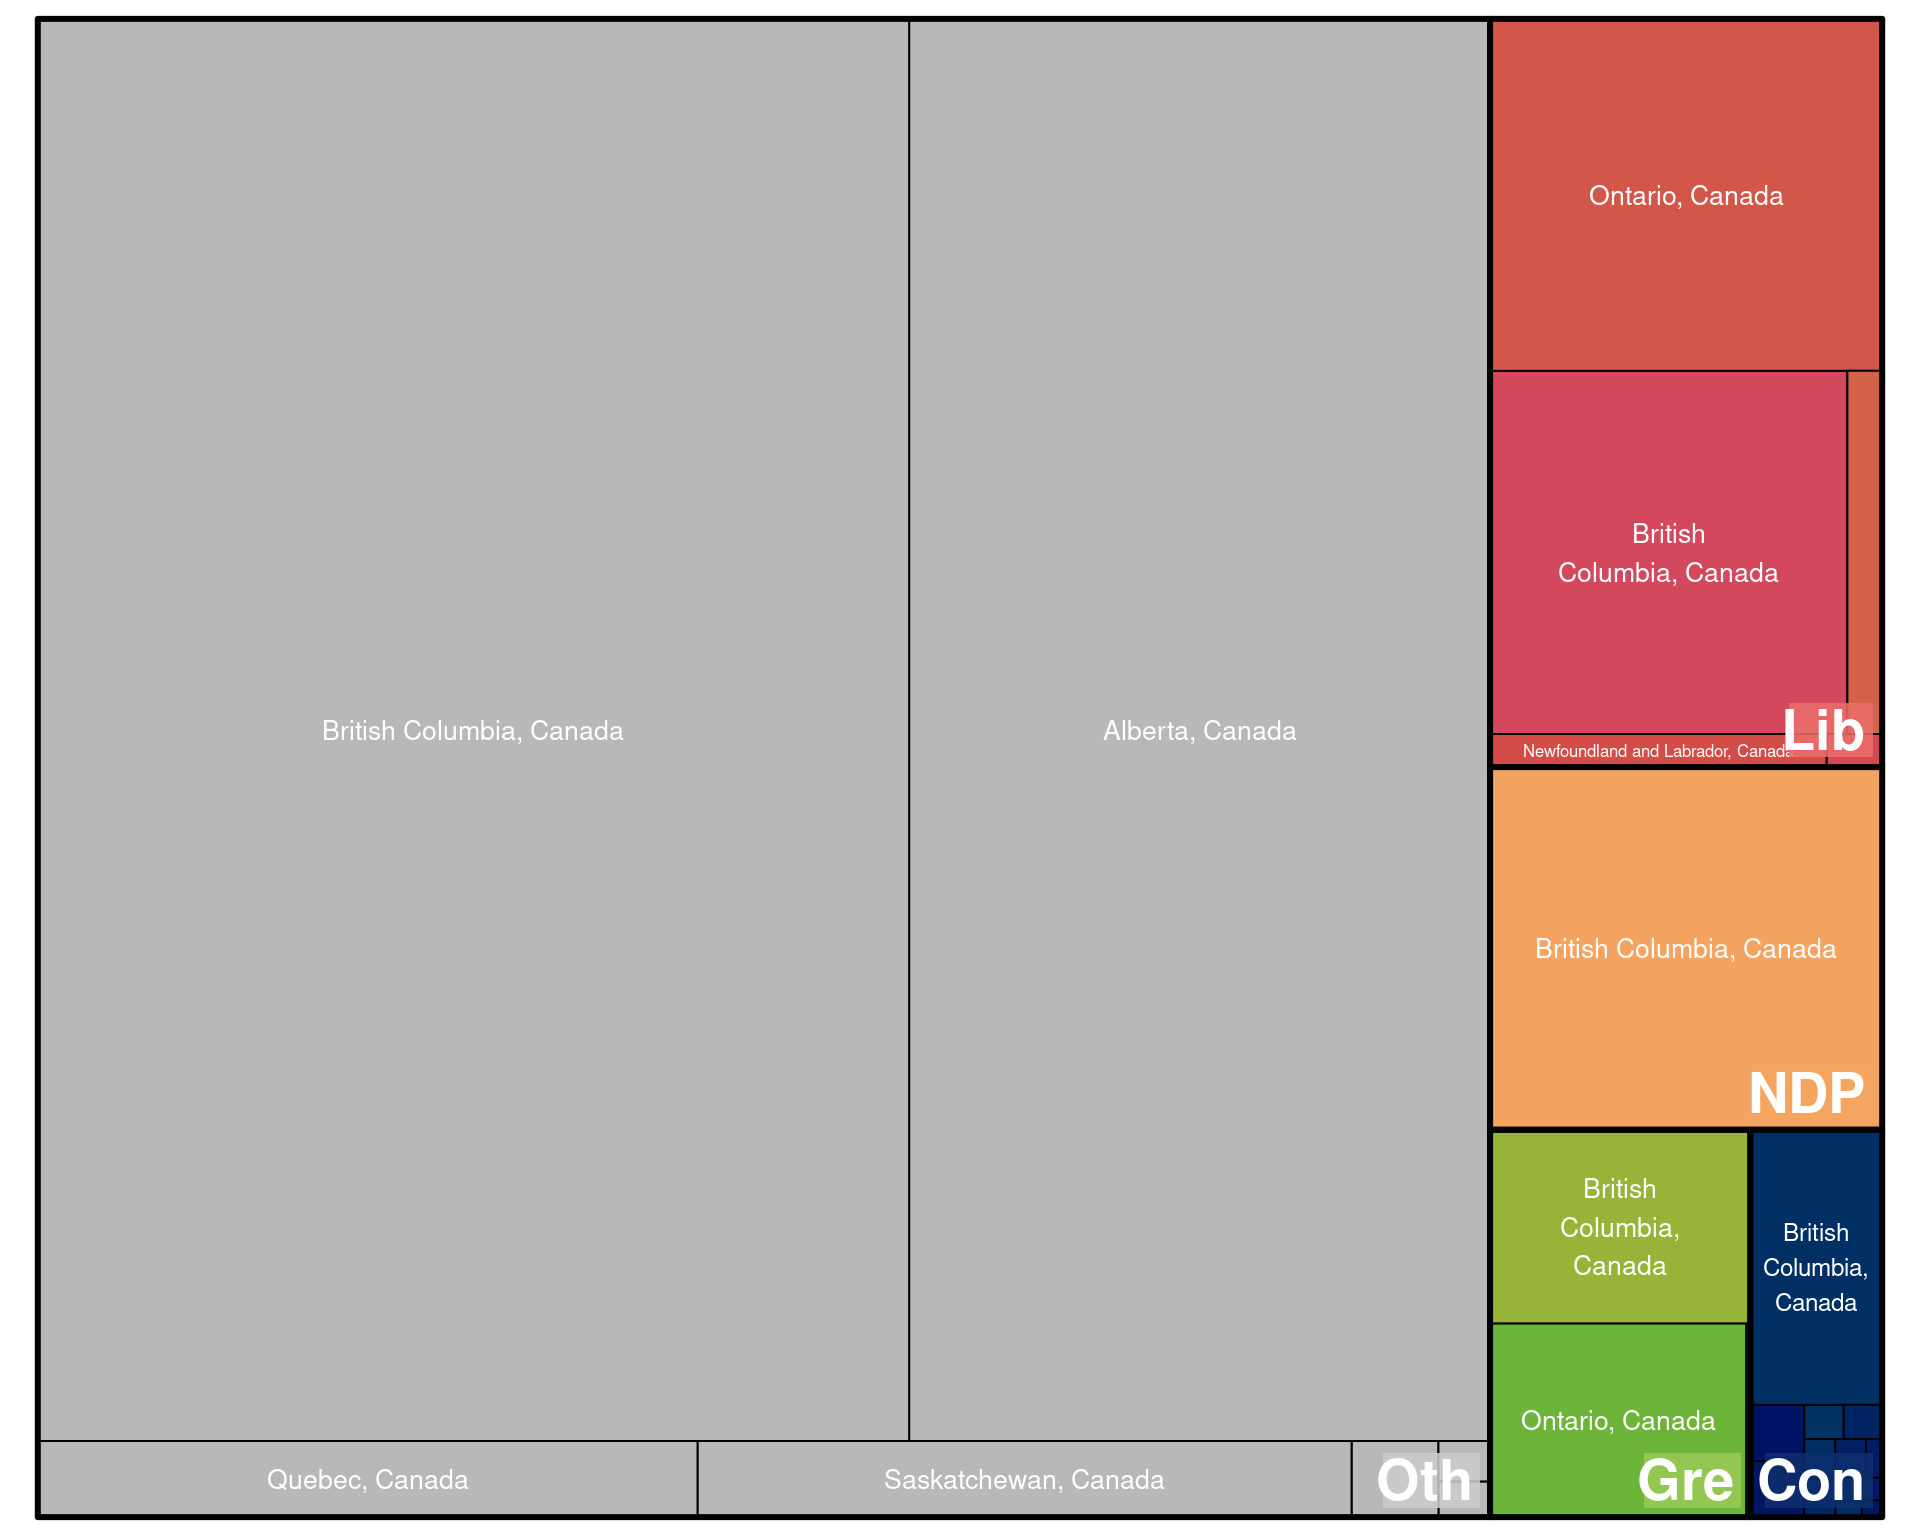 British Columbia, Canada
Alberta, Canada
Quebec, Canada
Saskatchewan, Canada
Oth
Ontario, Canada
British
Columbia, Canada
Newfoundland and Labrador, Canada
Lib
British Columbia, Canada
NDP
British
Columbia,
Canada
Ontario, Canada
Gre
British
Columbia,
Canada
Con